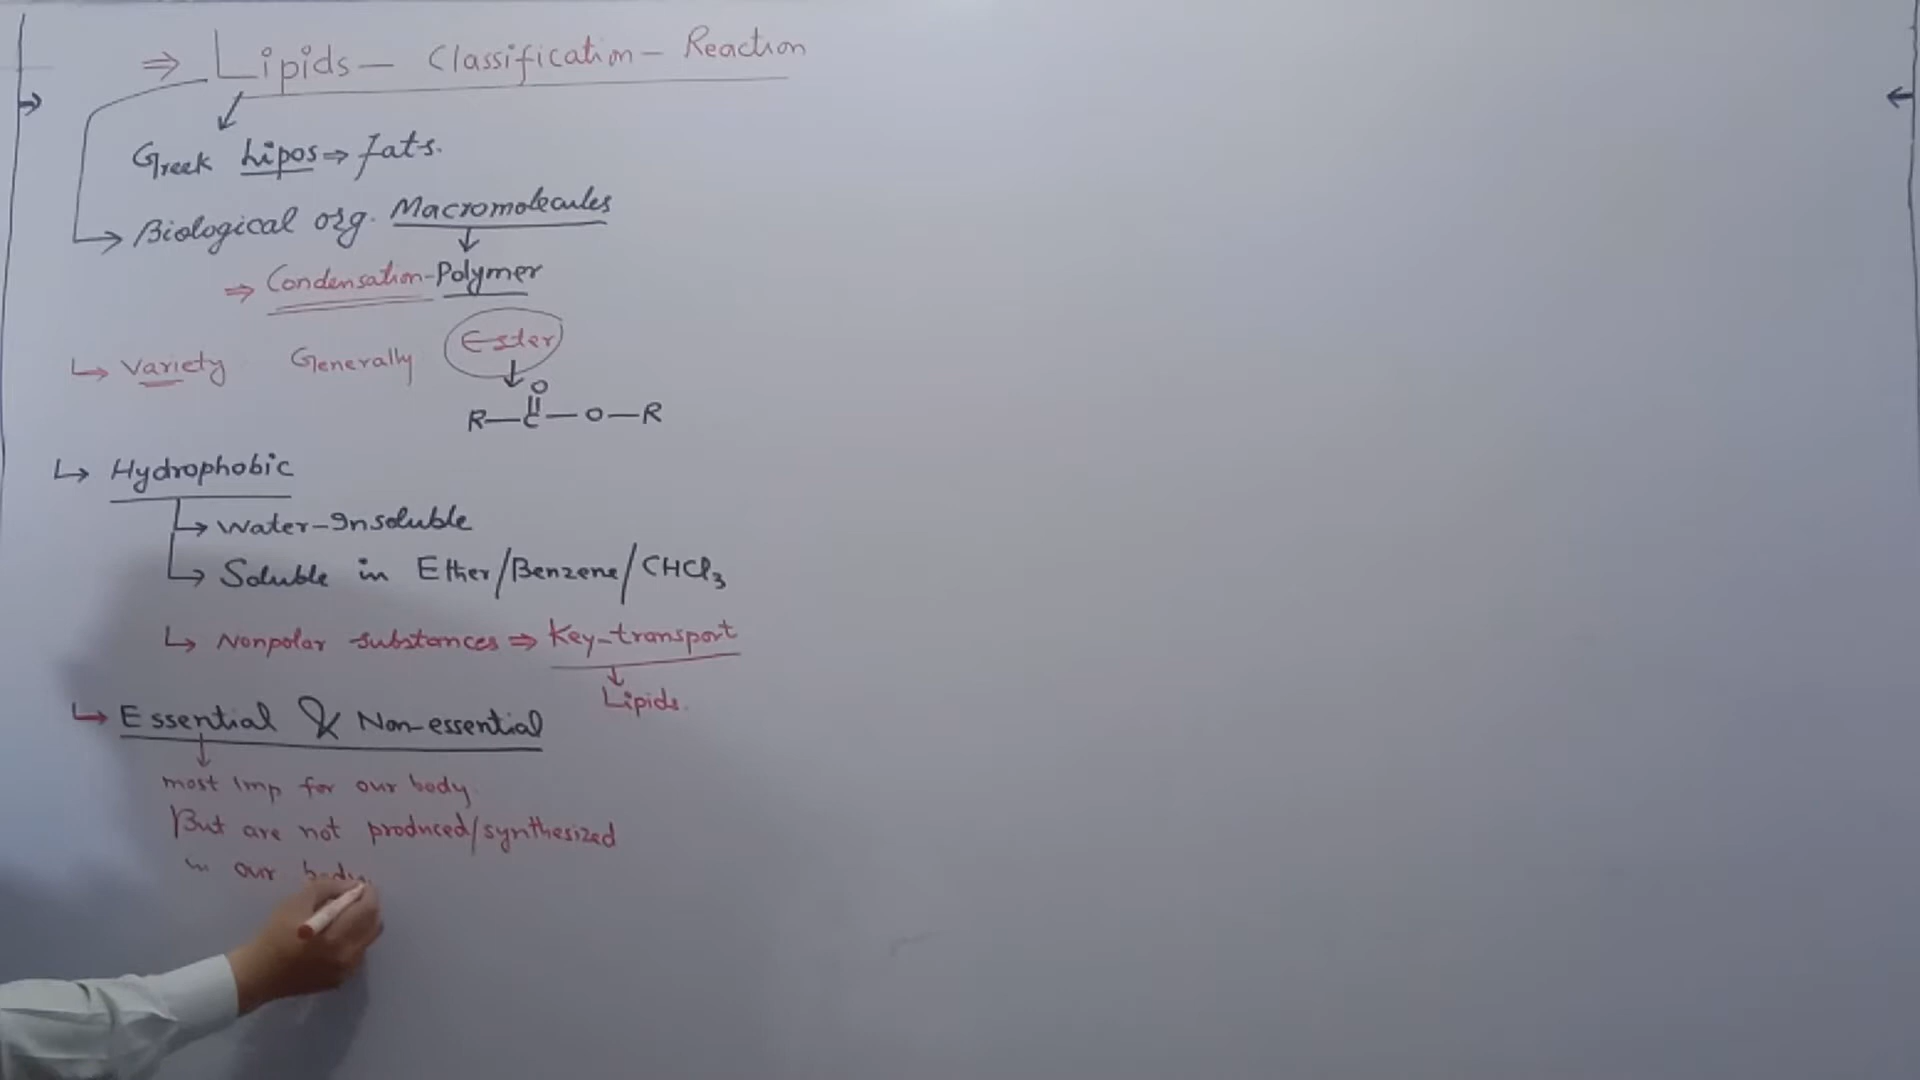 ⇒ Lipids – Classification – Reaction
Greek Lipos ⇒ fats.
Biological org. Macromolecules
⇒ Condensation-Polymer
↳ Variety Generally Ester
O
R—C—O—R
↳ Hydrophobic
↳ Water-Insoluble
↳ Soluble in Ether/Benzene/CHCl3
↳ Nonpolar substances ⇒ Key-transport
Lipids.
↳ Essential & Non-essential
most Imp for our body.
But are not produced/synthesized
in our body